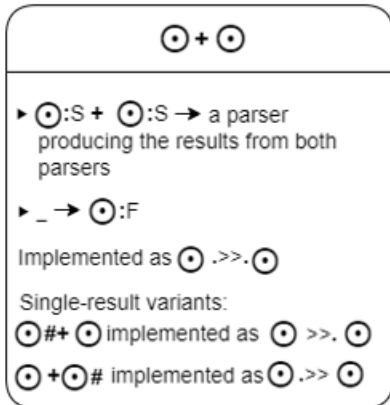 ⊙ + ⊙
▸ ⊙:S + ⊙:S → a parser
producing the results from both
parsers
▸ _ → ⊙:F
Implemented as ⊙ .>>. ⊙
Single-result variants:
⊙#+ ⊙ implemented as ⊙ >>. ⊙
⊙ +⊙# implemented as ⊙ .>> ⊙